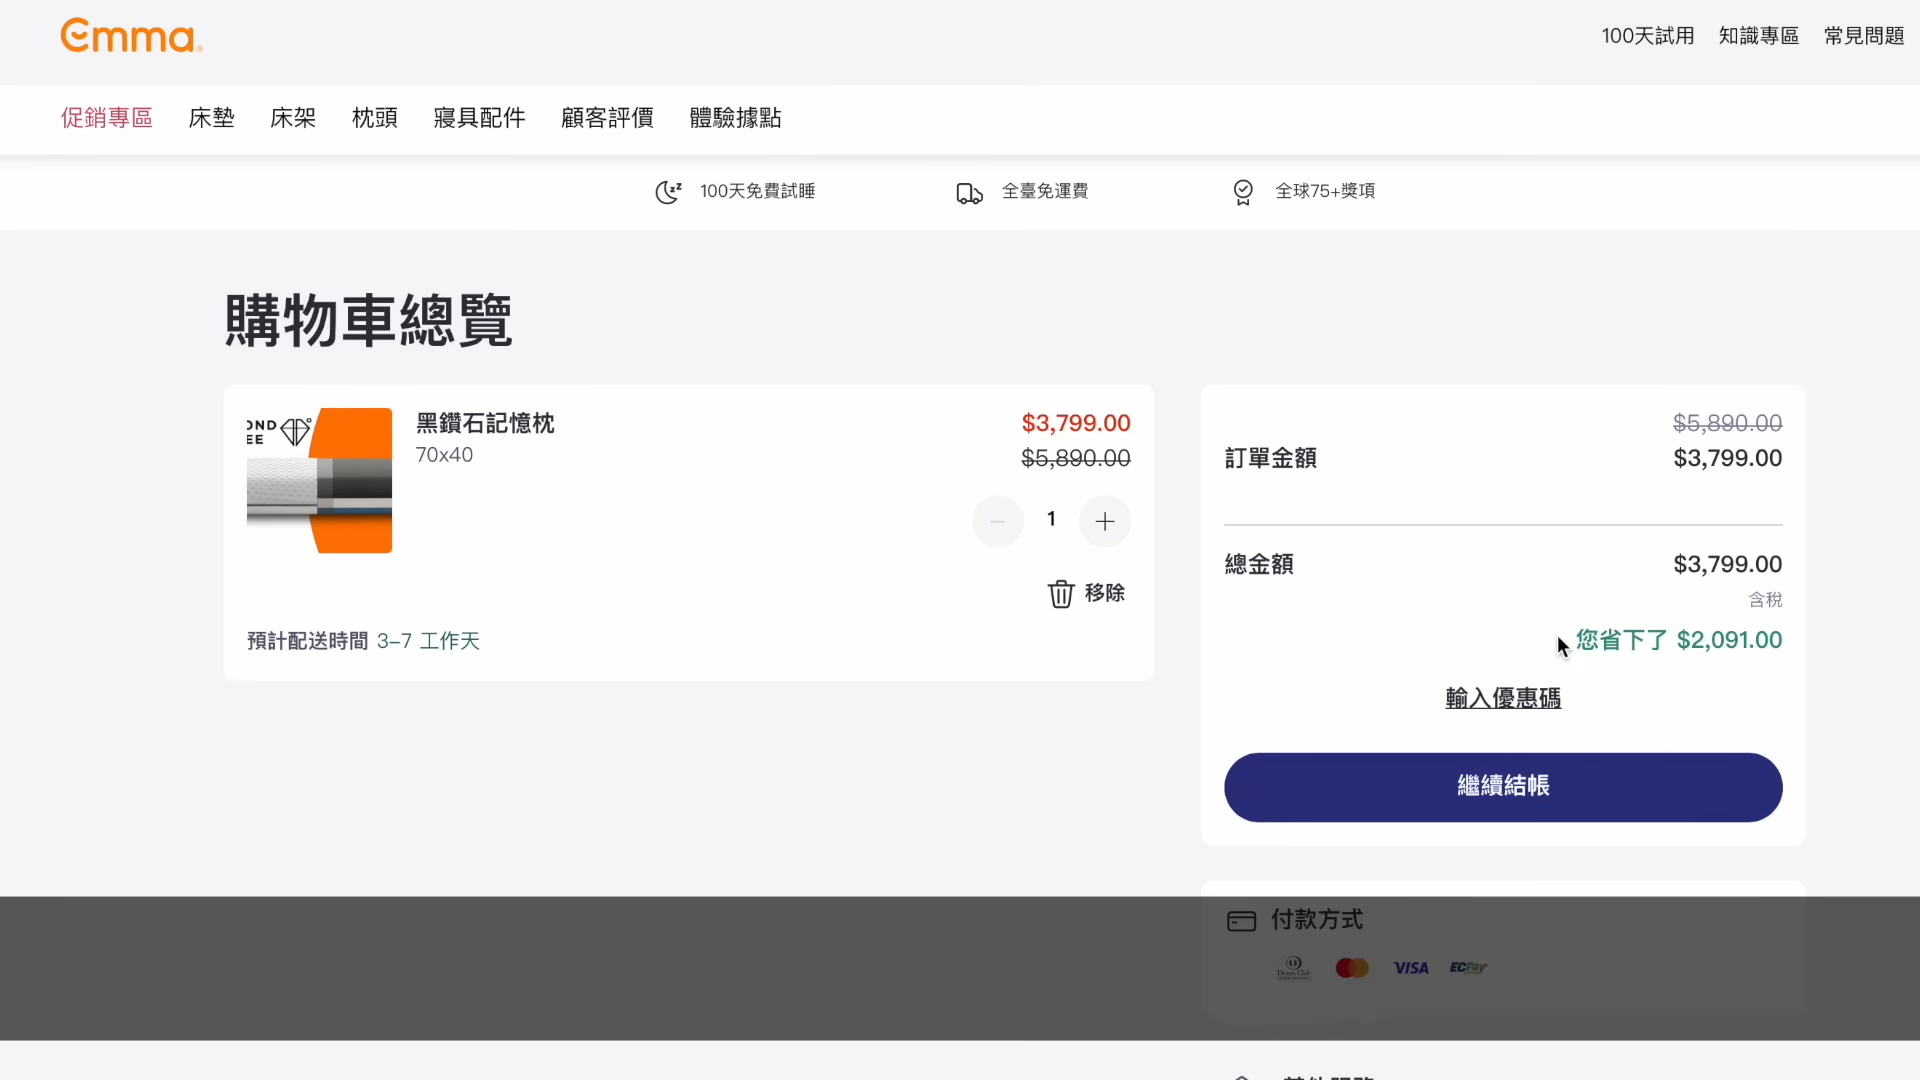 Emma
100天試用 知識專區 常見問題
促銷專區 床墊 床架 枕頭 寢具配件 顧客評價 體驗據點
100天免費試睡 全臺免運費 全球75+獎項
購物車總覽
OND
EE
黑鑽石記憶枕
70x40
$3,799.00
$5,890.00
1
移除
預計配送時間 3–7 工作天
$5,890.00
訂單金額 $3,799.00
總金額 $3,799.00
含稅
您省下了 $2,091.00
輸入優惠碼
繼續結帳
付款方式
Diners Club VISA ECPay